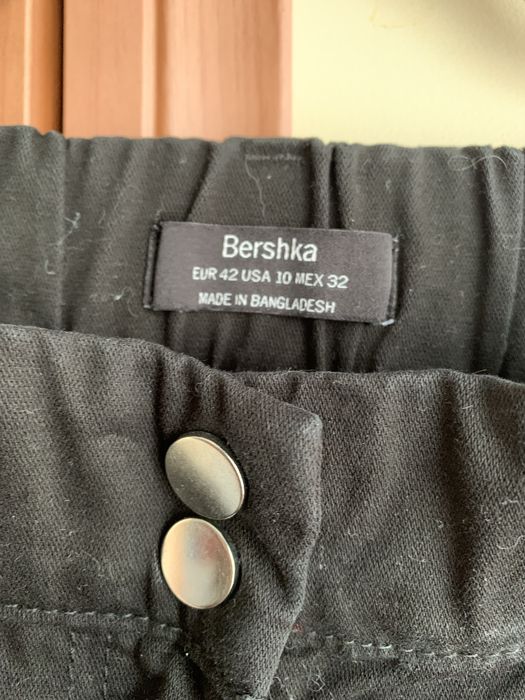 Bershka
EUR 42 USA 10 MEX 32
MADE IN BANGLADESH